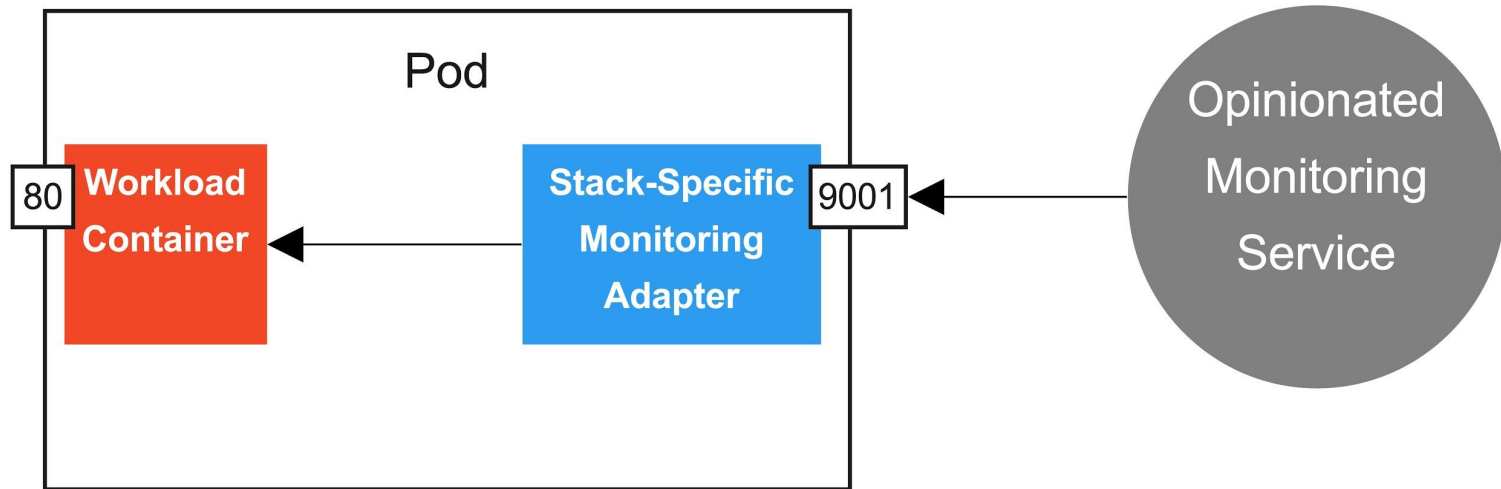 Pod
80
Workload
Container
Stack-Specific
Monitoring
Adapter
9001
Opinionated
Monitoring
Service